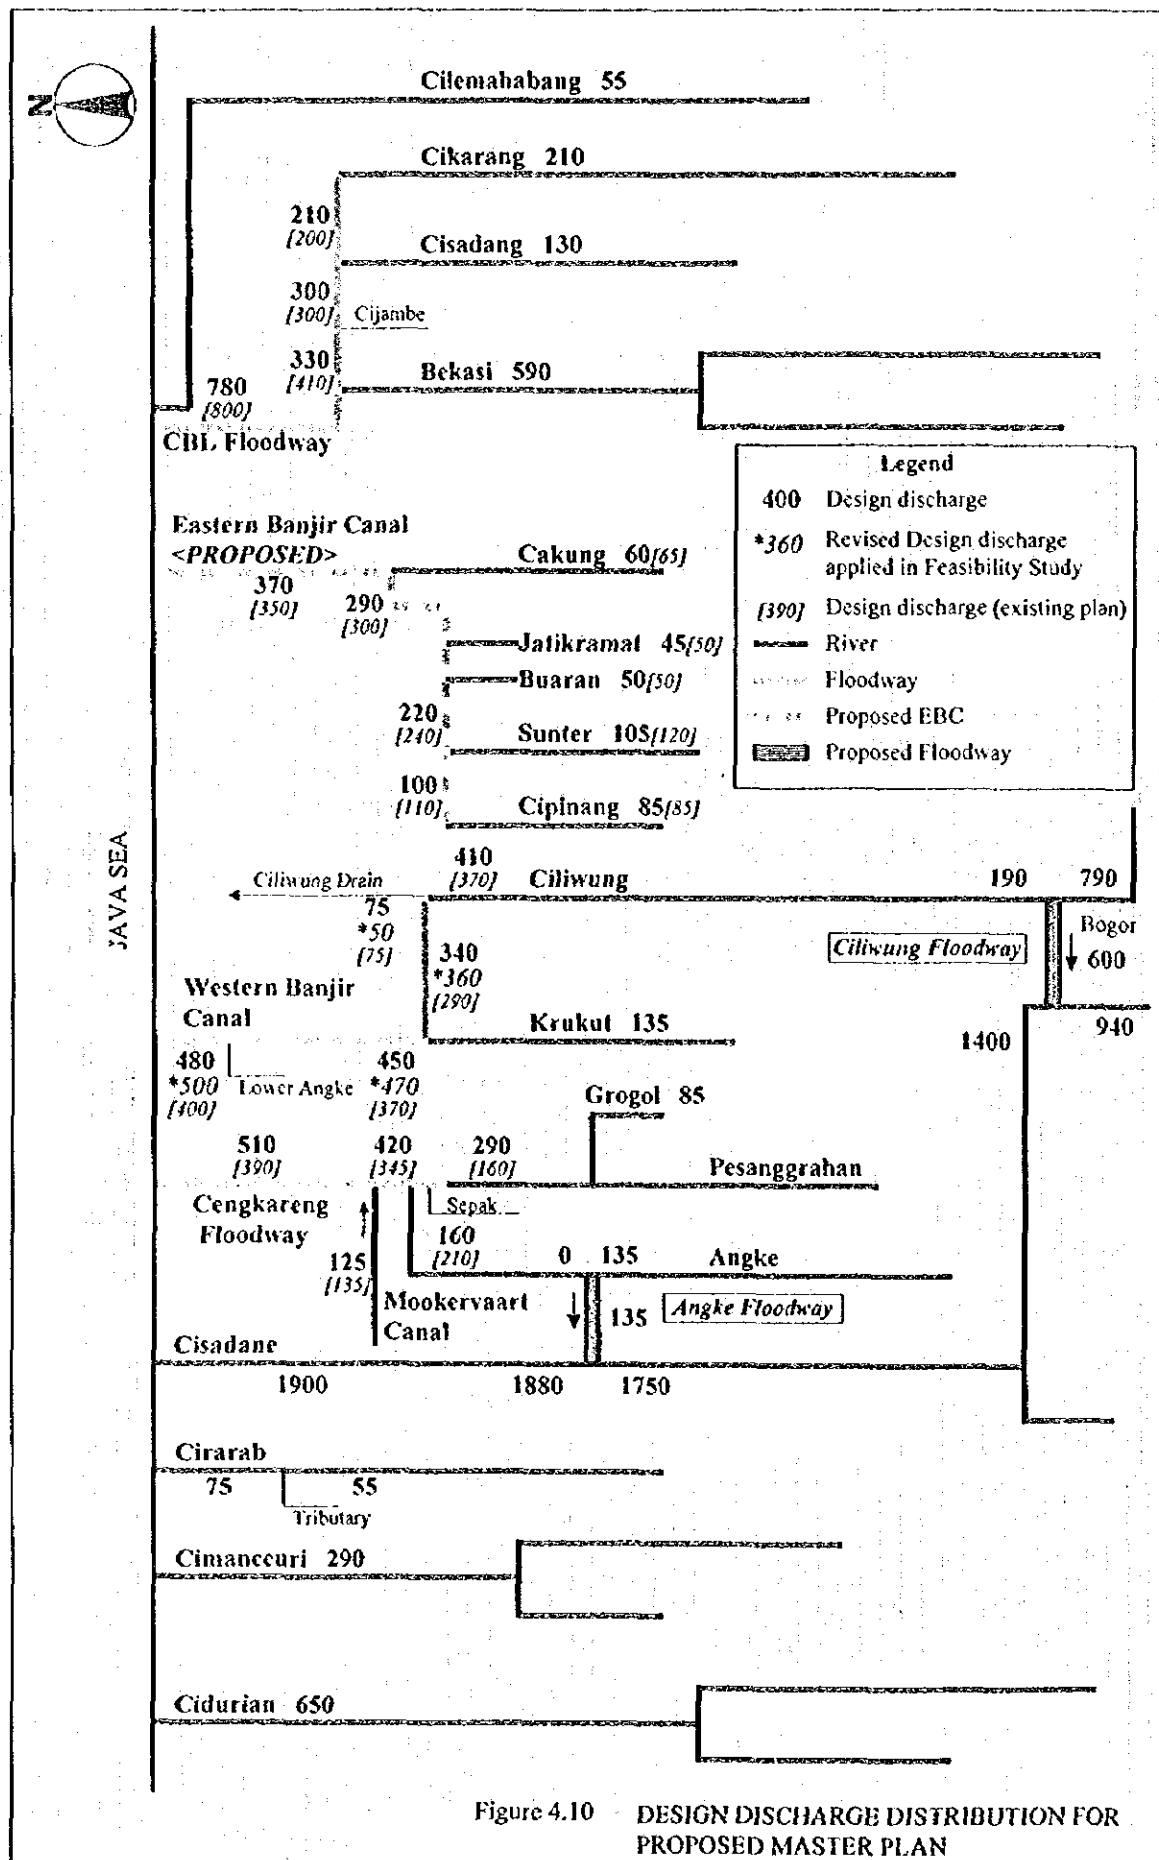 N
Cilemahabang 55
Cikarang 210
210
[200]
Cisadang 130
300
[300]
Cijambe
330
[410]
Bekasi 590
780
[800]
CBL Floodway
Legend
400 Design discharge
*360 Revised Design discharge
applied in Feasibility Study
[390] Design discharge (existing plan)
River
Floodway
Proposed EBC
Proposed Floodway
Eastern Banjir Canal
<PROPOSED>
370
[350]
290
[300]
Cakung 60[65]
Jatikramat 45[50]
Buaran 50[50]
220
[240]
Sunter 105[120]
100
[110]
Cipinang 85[85]
JAVA SEA
410
[370]
Ciliwung Drain
Ciliwung
190
790
75
*50
[75]
340
*360
[290]
Ciliwung Floodway
Bogor
600
Western Banjir
Canal
Krukut 135
1400
940
480
*500
[400]
Lower Angke
450
*470
[370]
Grogol 85
510
[390]
420
[345]
290
[160]
Pesanggrahan
Cengkareng
Floodway
Sepak
160
[210]
0
135
Angke
125
[135]
Mookervaart
Canal
135
Angke Floodway
Cisadane
1900
1880
1750
Cirarab
75
55
Tributary
Cimanceuri 290
Cidurian 650
Figure 4.10 DESIGN DISCHARGE DISTRIBUTION FOR
PROPOSED MASTER PLAN